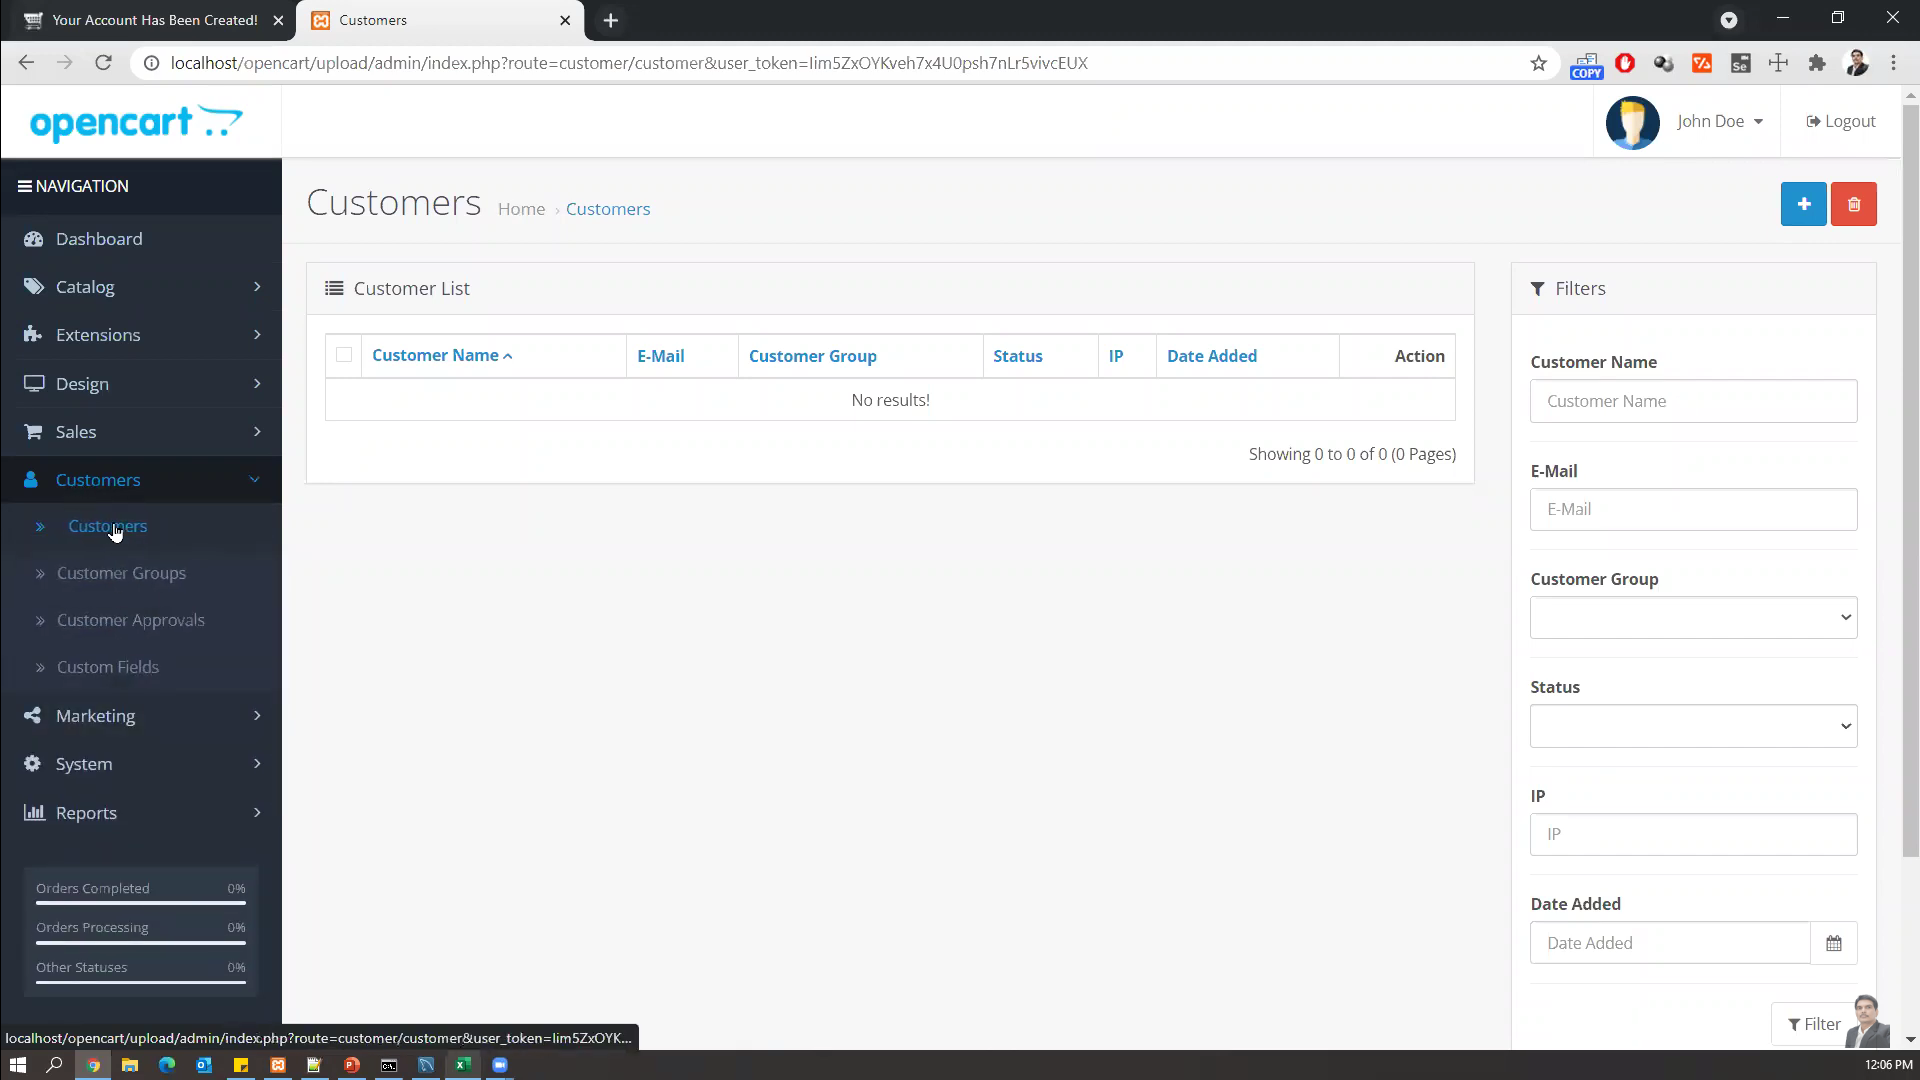 Your Account Has Been Created!
Customers
localhost/opencart/upload/admin/index.php?route=customer/customer&user_token=Iim5ZxOYKveh7x4U0psh7nLr5vivcEUX
COPY
Se
opencart
John Doe
Logout
NAVIGATION
Customers
Home › Customers
Dashboard
Catalog
Extensions
Design
Sales
Customers
Customers
Customer Groups
Customer Approvals
Custom Fields
Marketing
System
Reports
Orders Completed 0%
Orders Processing 0%
Other Statuses 0%
Customer List
Customer Name E-Mail Customer Group Status IP Date Added Action
No results!
Showing 0 to 0 of 0 (0 Pages)
Filters
Customer Name
Customer Name
E-Mail
E-Mail
Customer Group
Status
IP
IP
Date Added
Date Added
Filter
localhost/opencart/upload/admin/index.php?route=customer/customer&user_token=Iim5ZxOYK...
12:06 PM